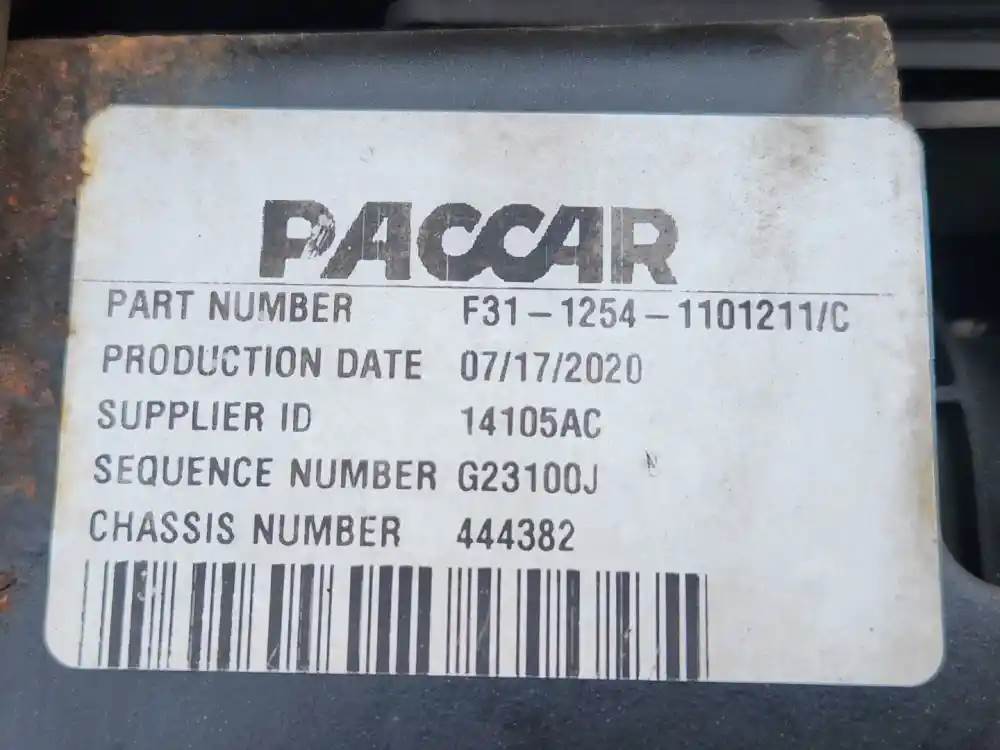 PACCAR
PART NUMBER F31-1254-1101211/C
PRODUCTION DATE 07/17/2020
SUPPLIER ID 14105AC
SEQUENCE NUMBER G23100J
CHASSIS NUMBER 444382